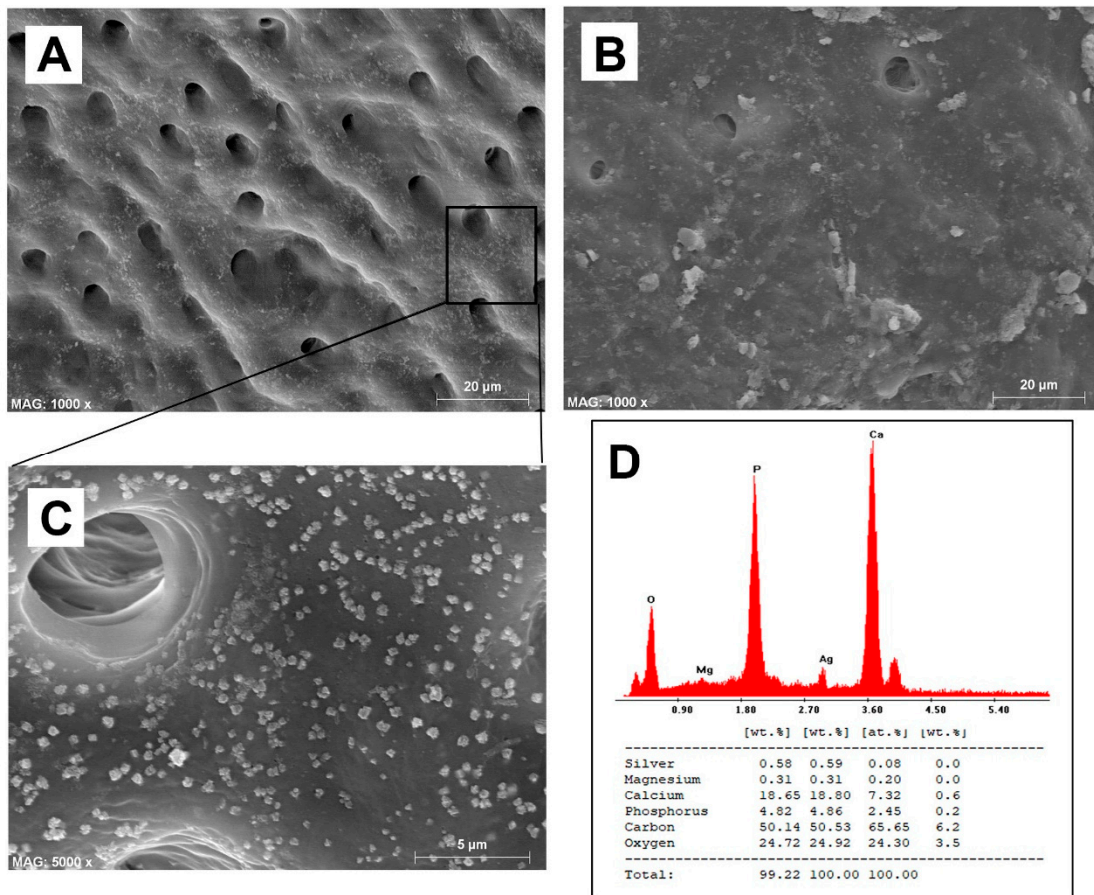 A
20 µm
MAG: 1000 x
B
20 µm
MAG: 1000 x
C
5 µm
MAG: 5000 x
D
Ca
P
O
Mg
Ag
0.90 1.80 2.70 3.60 4.50 5.40
[wt.%] [wt.%] [at.%] [wt.%]
Silver 0.58 0.59 0.08 0.0
Magnesium 0.31 0.31 0.20 0.0
Calcium 18.65 18.80 7.32 0.6
Phosphorus 4.82 4.86 2.45 0.2
Carbon 50.14 50.53 65.65 6.2
Oxygen 24.72 24.92 24.30 3.5
Total: 99.22 100.00 100.00